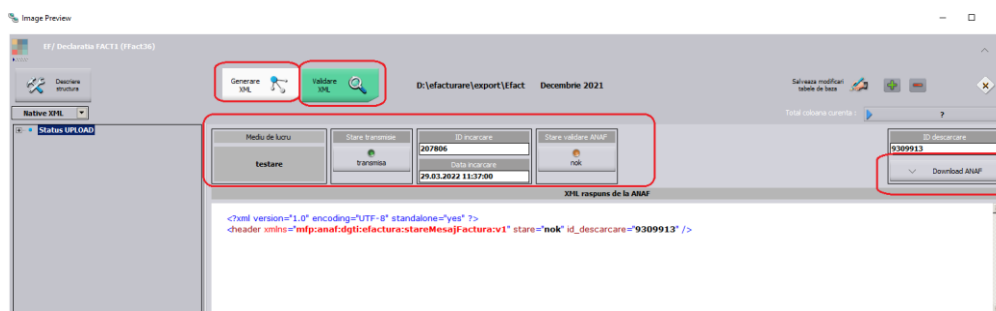 Image Preview
EF/ Declaratia FACT1 (FFact36)
Descriere
structura
Generare
XML
Validare
XML
D:\efacturare\export\Efact Decembrie 2021
Salveaza modificari
tabele de baza
Native XML
Total coloana curenta :
?
Status UPLOAD
Mediu de lucru
testare
Stare transmisie
transmisa
ID incarcare
207806
Data incarcare
29.03.2022 11:37:00
Stare validare ANAF
nok
ID descarcare
9309913
Download ANAF
XML raspuns de la ANAF
<?xml version="1.0" encoding="UTF-8" standalone="yes" ?>
<header xmlns="mfp:anaf:dgti:efactura:stareMesajFactura:v1" stare="nok" id_descarcare="9309913" />